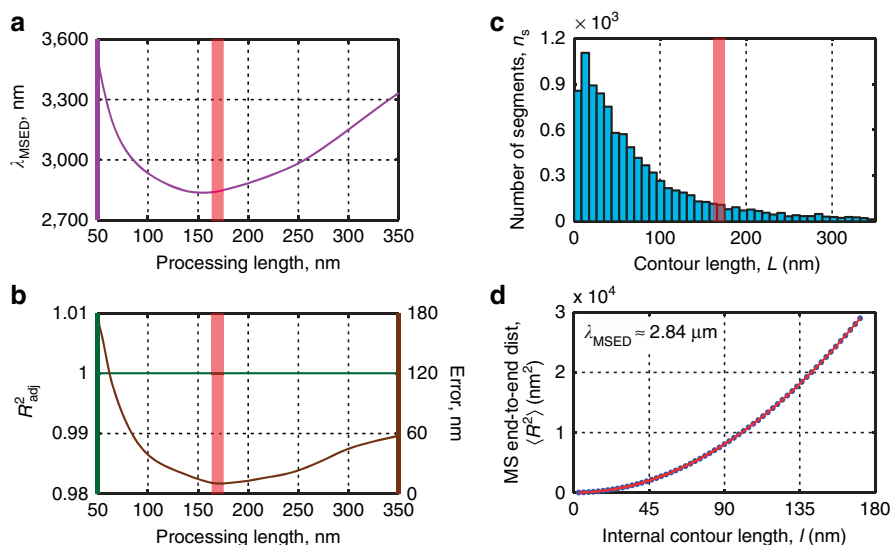 a
3,600
3,300
3,000
2,700
λMSED, nm
50 100 150 200 250 300 350
Processing length, nm
b
1.01
1
0.99
0.98
R²adj
180
120
60
0
Error, nm
50 100 150 200 250 300 350
Processing length, nm
c
× 10³
1.2
0.9
0.6
0.3
0
Number of segments, ns
0 100 200 300
Contour length, L (nm)
d
× 10⁴
3
2
1
0
MS end-to-end dist,
⟨R²⟩ (nm²)
λMSED ≈ 2.84 μm
45 90 135 180
Internal contour length, l (nm)